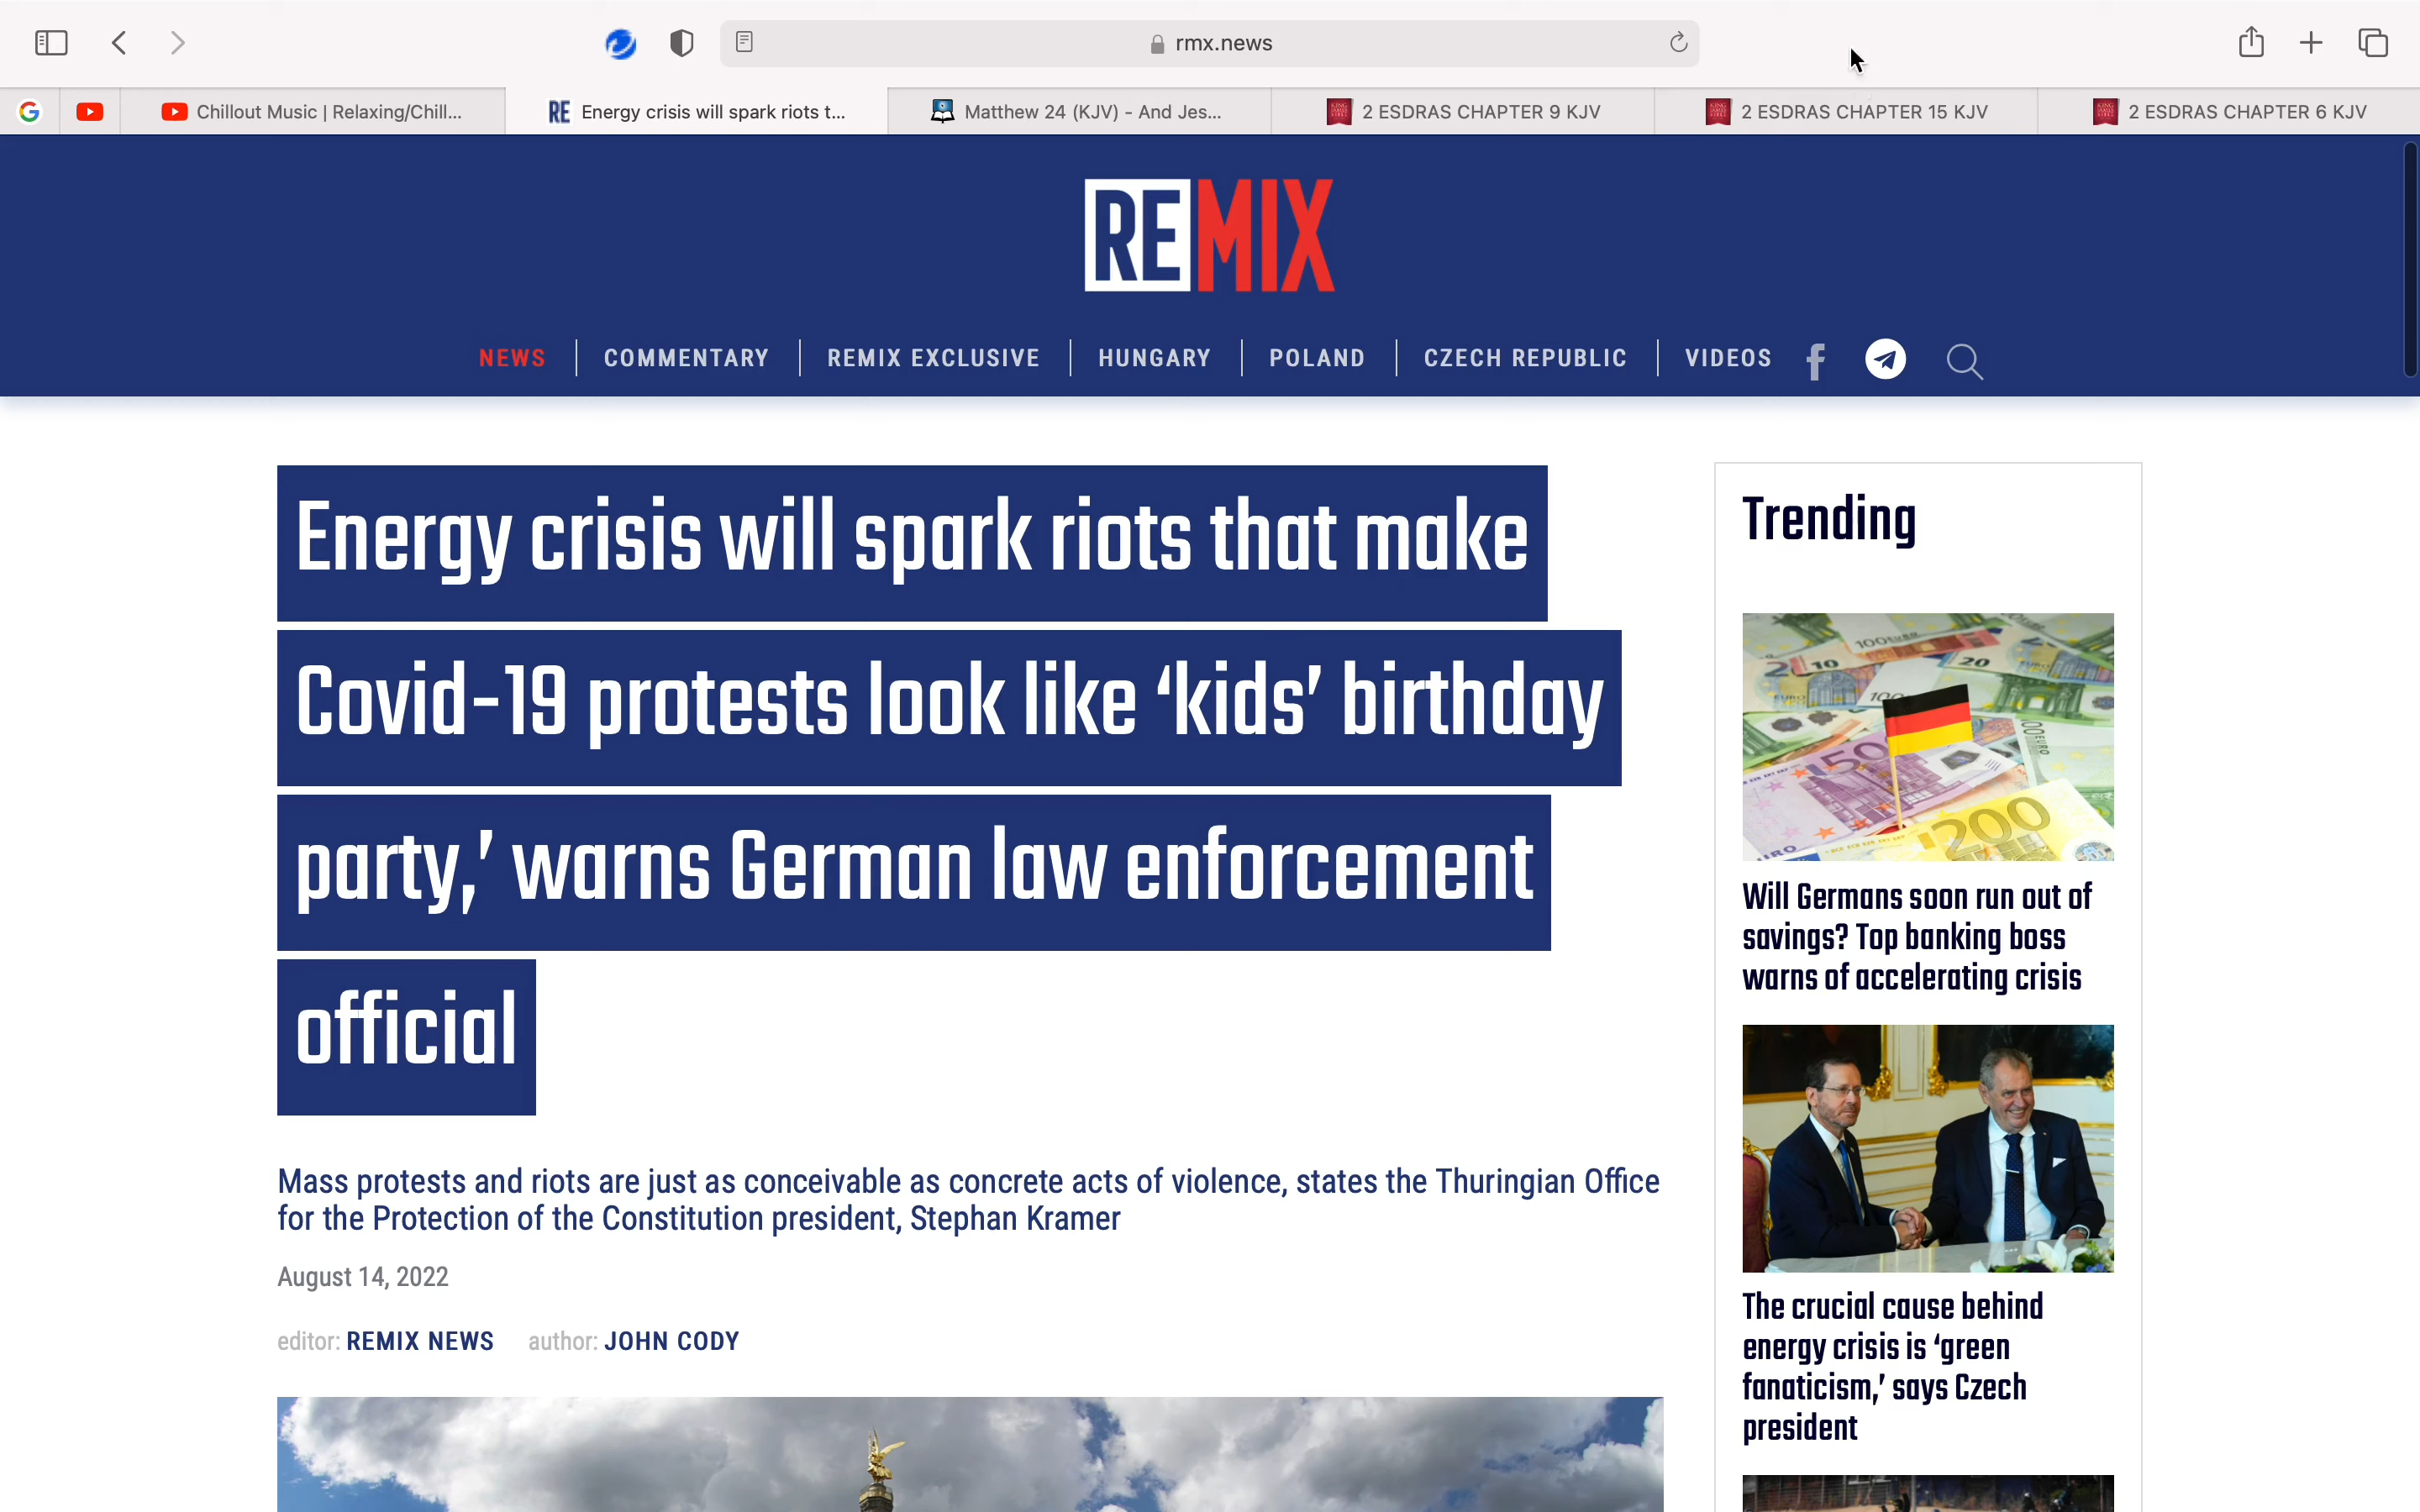 rmx.news
Chillout Music | Relaxing/Chill...
RE Energy crisis will spark riots t...
Matthew 24 (KJV) - And Jes...
2 ESDRAS CHAPTER 9 KJV
2 ESDRAS CHAPTER 15 KJV
2 ESDRAS CHAPTER 6 KJV
REMIX
NEWS
COMMENTARY
REMIX EXCLUSIVE
HUNGARY
POLAND
CZECH REPUBLIC
VIDEOS
Energy crisis will spark riots that make
Covid-19 protests look like ‘kids’ birthday
party,’ warns German law enforcement
official
Mass protests and riots are just as conceivable as concrete acts of violence, states the Thuringian Office
for the Protection of the Constitution president, Stephan Kramer
August 14, 2022
editor: REMIX NEWS author: JOHN CODY
Trending
Will Germans soon run out of
savings? Top banking boss
warns of accelerating crisis
The crucial cause behind
energy crisis is ‘green
fanaticism,’ says Czech
president